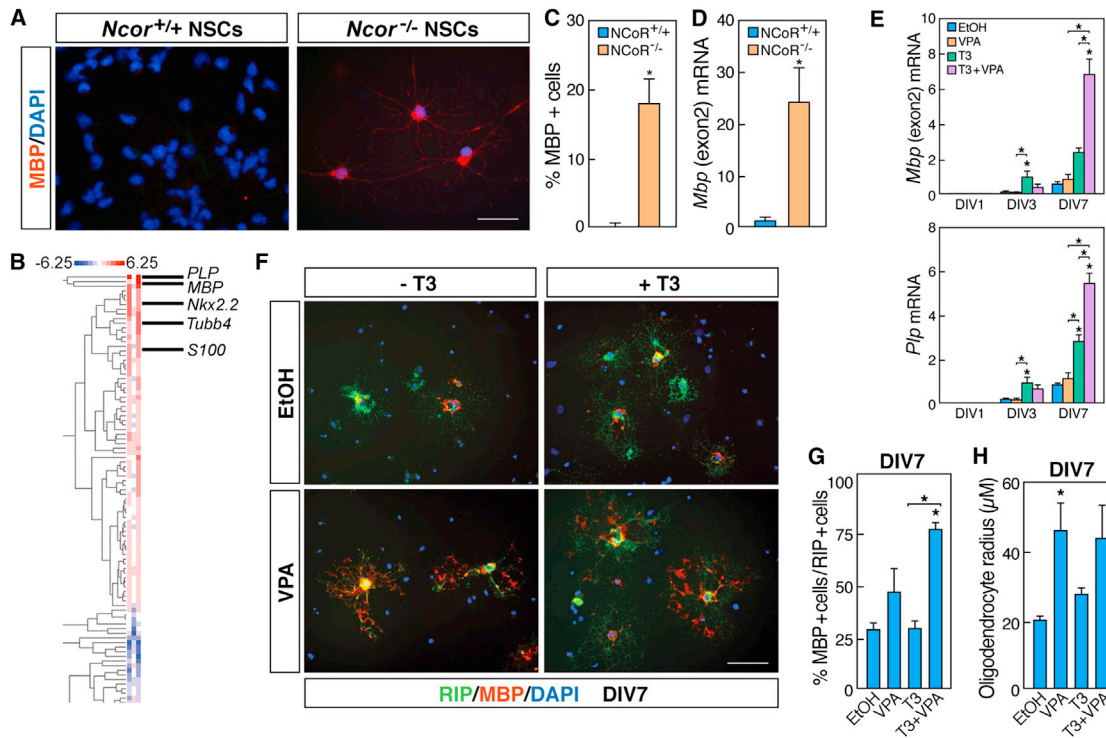 A
Ncor+/+ NSCs
Ncor-/- NSCs
MBP/DAPI
C
% MBP + cells
30
20
10
0
NCoR+/+
NCoR-/-
*
D
Mbp (exon2) mRNA
40
30
20
10
0
NCoR+/+
NCoR-/-
*
E
Mbp (exon2) mRNA
10
8
6
4
2
0
EtOH
VPA
T3
T3+VPA
*
*
*
*
*
DIV1
DIV3
DIV7
Plp mRNA
8
6
4
2
0
*
*
*
*
*
*
*
DIV1
DIV3
DIV7
B
-6.25
6.25
PLP
MBP
Nkx2.2
Tubb4
S100
F
- T3
+ T3
EtOH
VPA
RIP/MBP/DAPI DIV7
G
DIV7
% MBP+cells/RIP+cells
100
75
50
25
0
*
*
EtOH
VPA
T3
T3+VPA
H
DIV7
Oligodendrocyte radius (µM)
60
40
20
0
*
EtOH
VPA
T3
T3+VPA